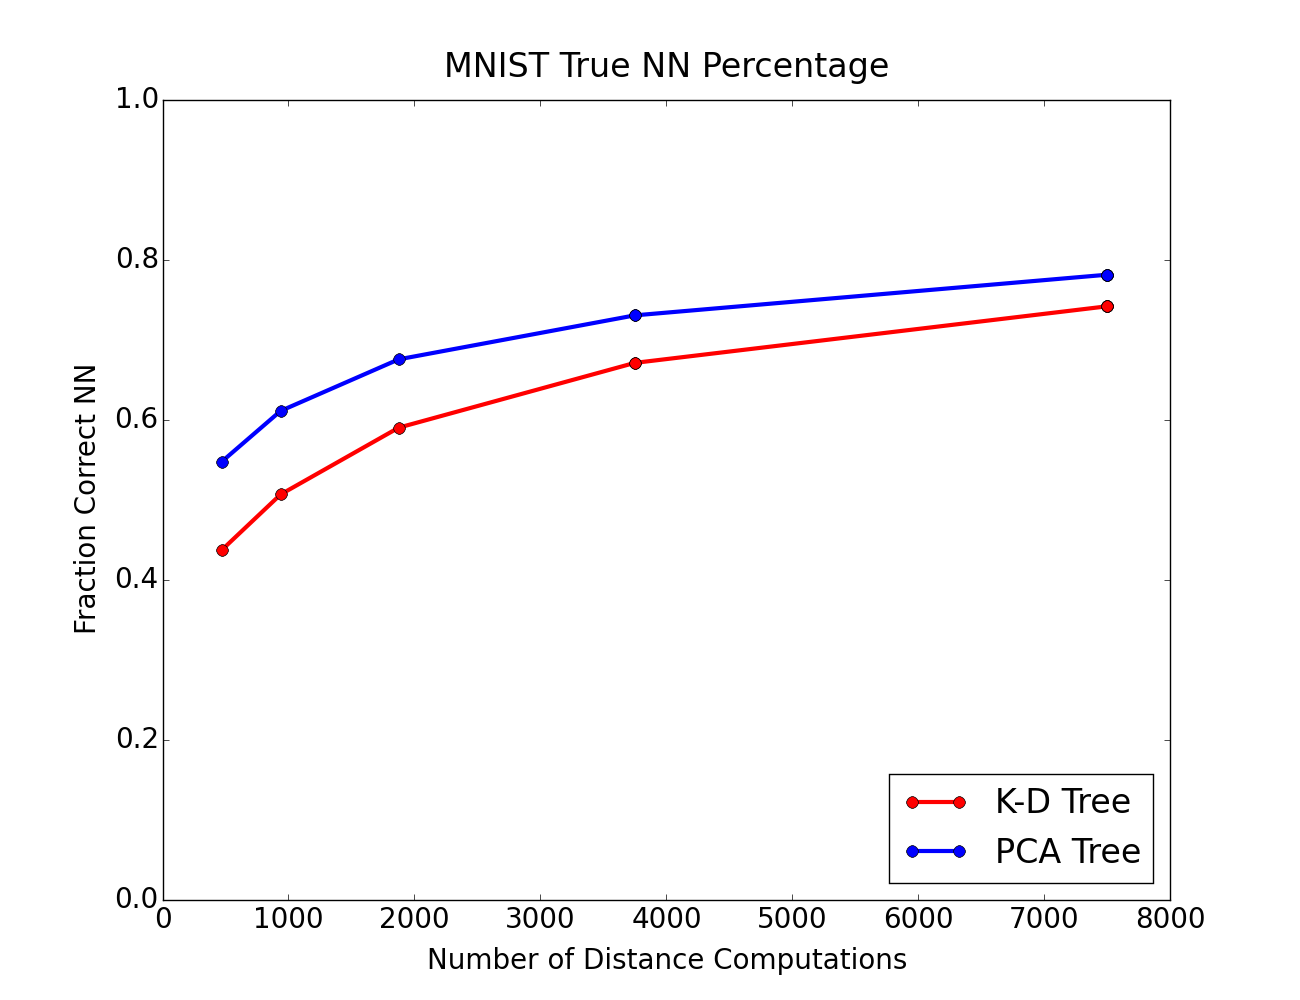 MNIST True NN Percentage
1.0
0.8
0.6
0.4
0.2
0.0
Fraction Correct NN
K-D Tree
PCA Tree
0 1000 2000 3000 4000 5000 6000 7000 8000
Number of Distance Computations